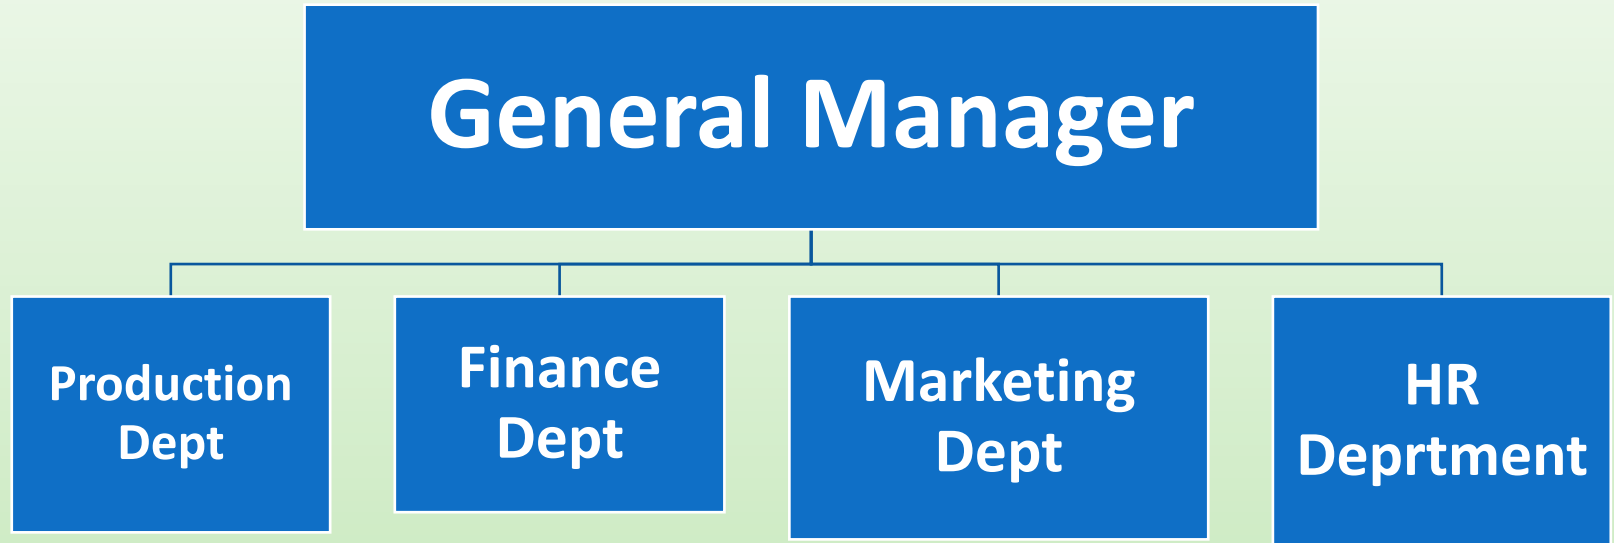 General Manager
Production
Dept
Finance
Dept
Marketing
Dept
HR
Deprtment